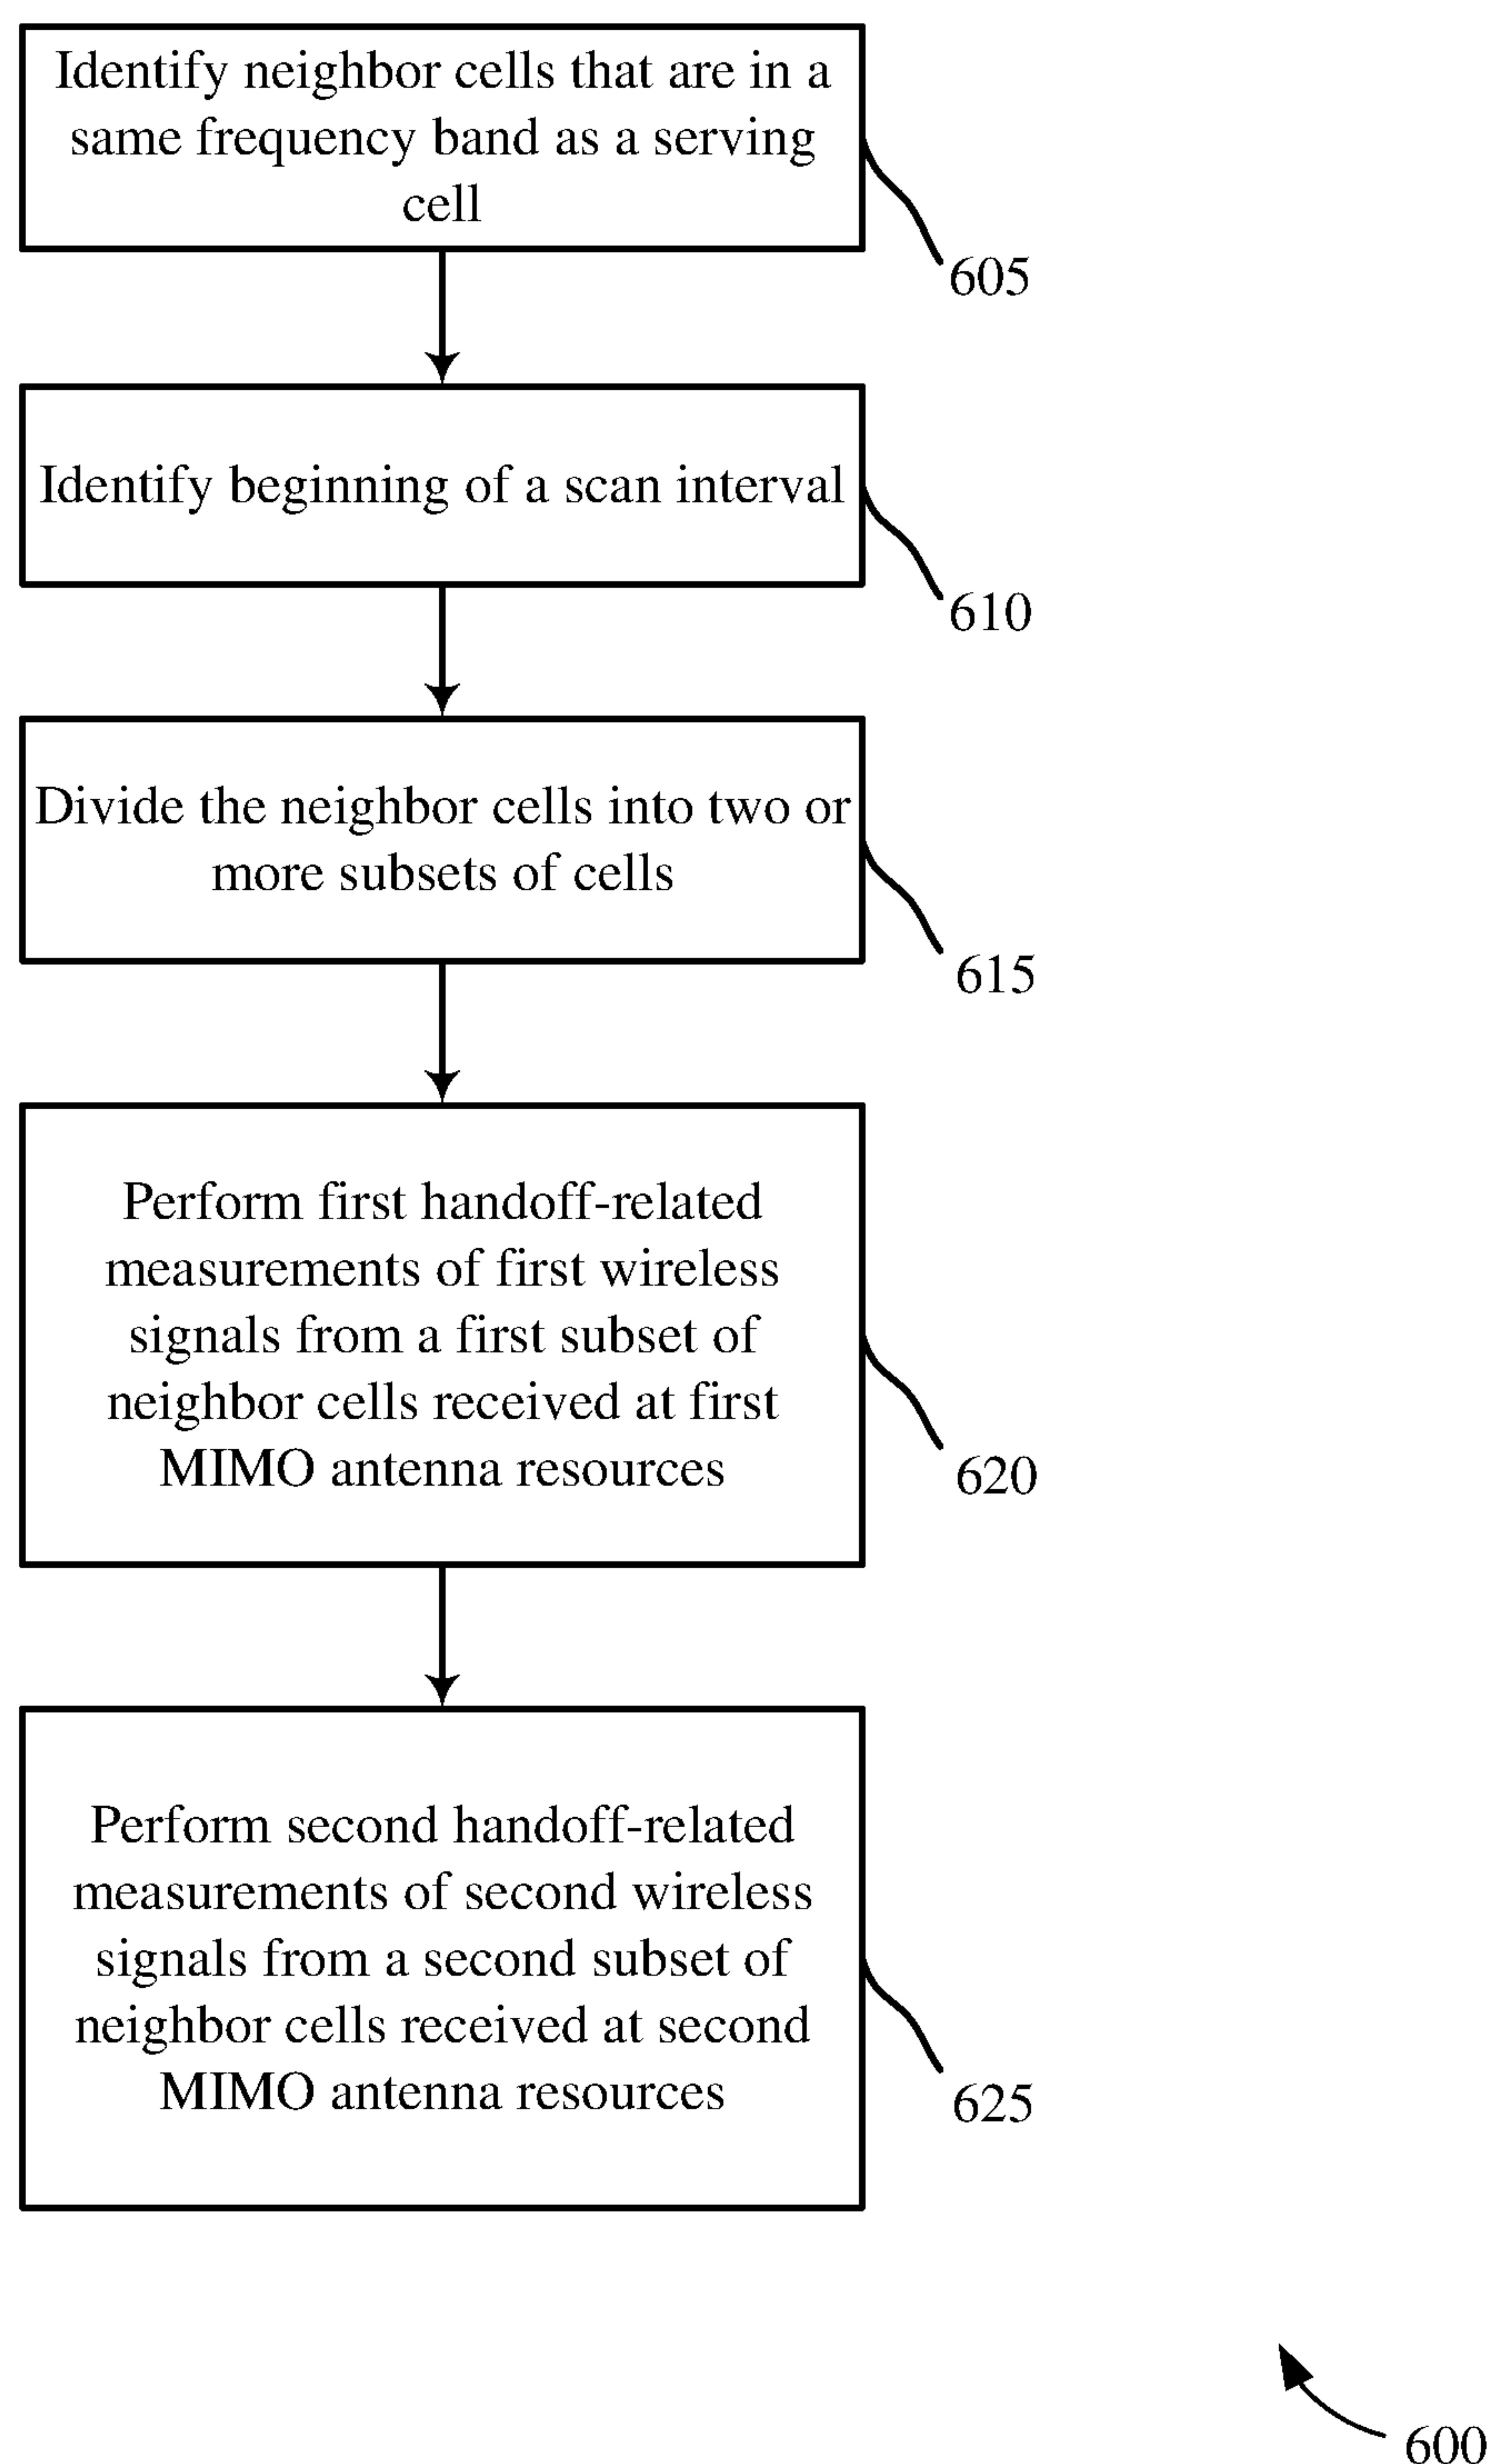 Identify neighbor cells that are in a
same frequency band as a serving
cell
605
Identify beginning of a scan interval
610
Divide the neighbor cells into two or
more subsets of cells
615
Perform first handoff-related
measurements of first wireless
signals from a first subset of
neighbor cells received at first
MIMO antenna resources
620
Perform second handoff-related
measurements of second wireless
signals from a second subset of
neighbor cells received at second
MIMO antenna resources
625
600